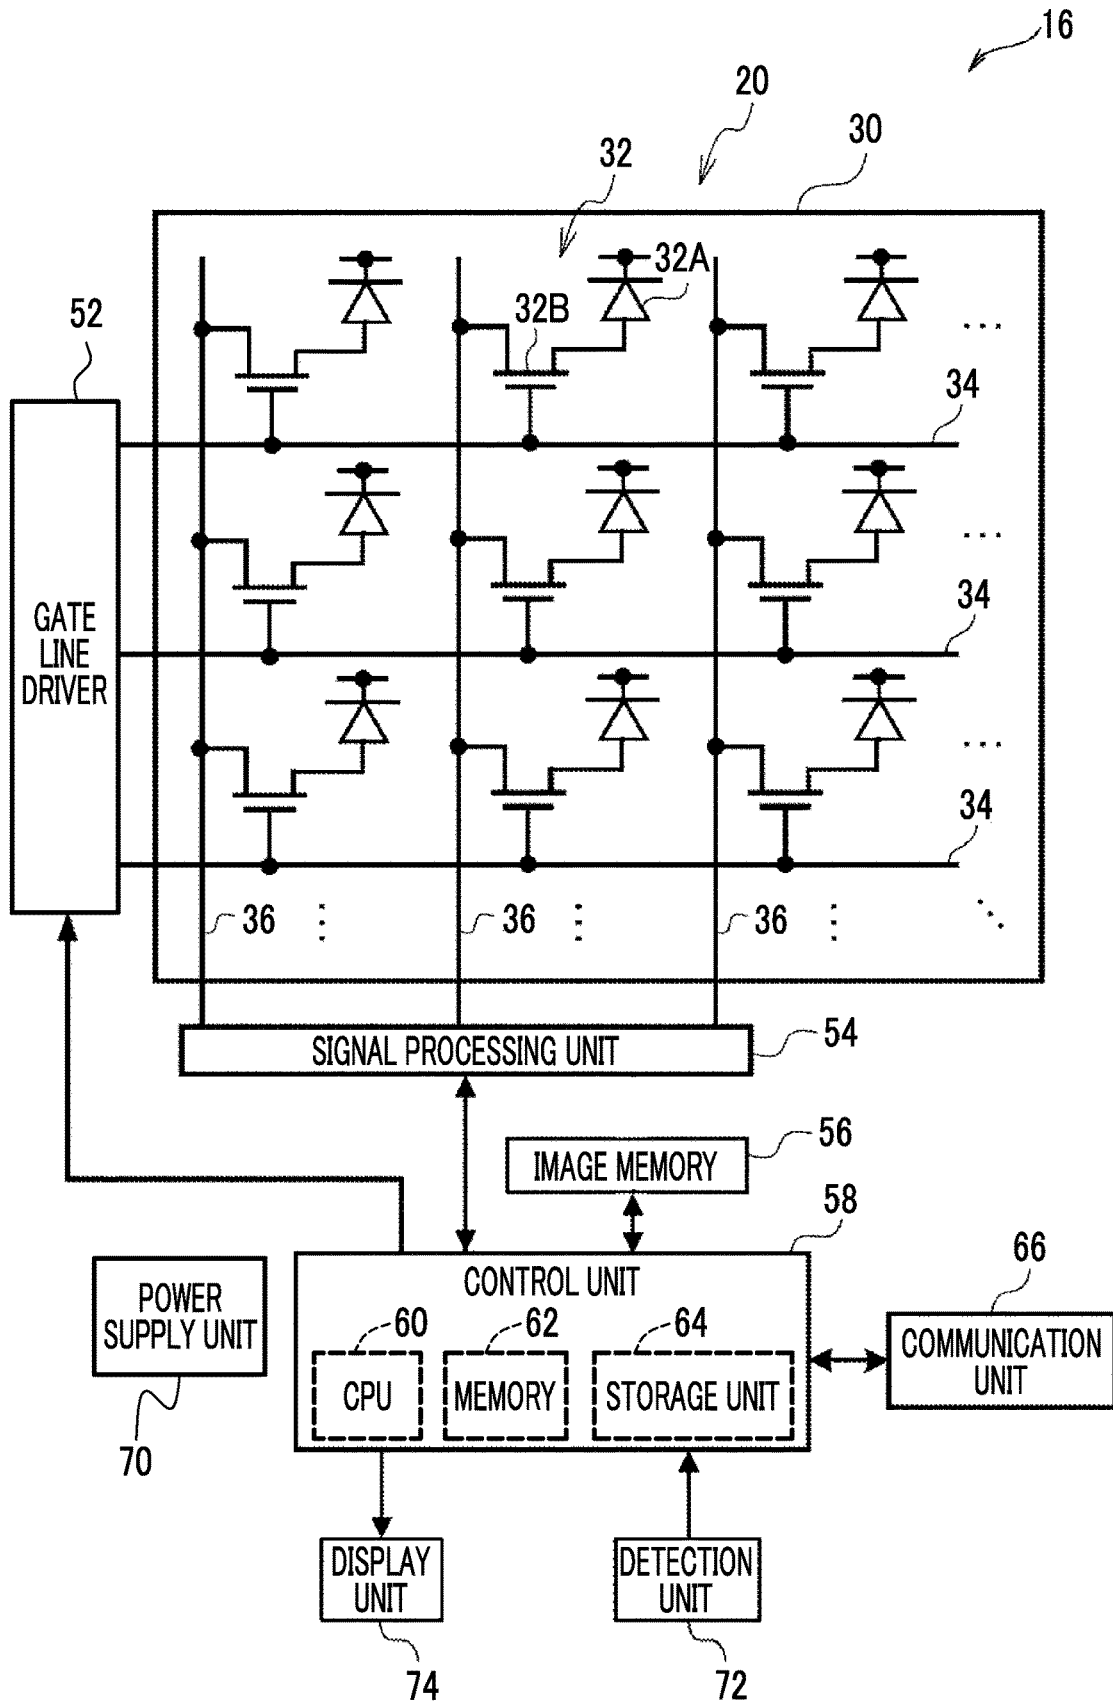 16
20
30
32
32A
32B
52
34
GATE
LINE
DRIVER
34
34
36
36
36
SIGNAL PROCESSING UNIT
54
56
IMAGE MEMORY
58
66
CONTROL UNIT
POWER
SUPPLY UNIT
60
62
64
COMMUNICATION
UNIT
CPU
MEMORY
STORAGE UNIT
70
DISPLAY
UNIT
DETECTION
UNIT
74
72